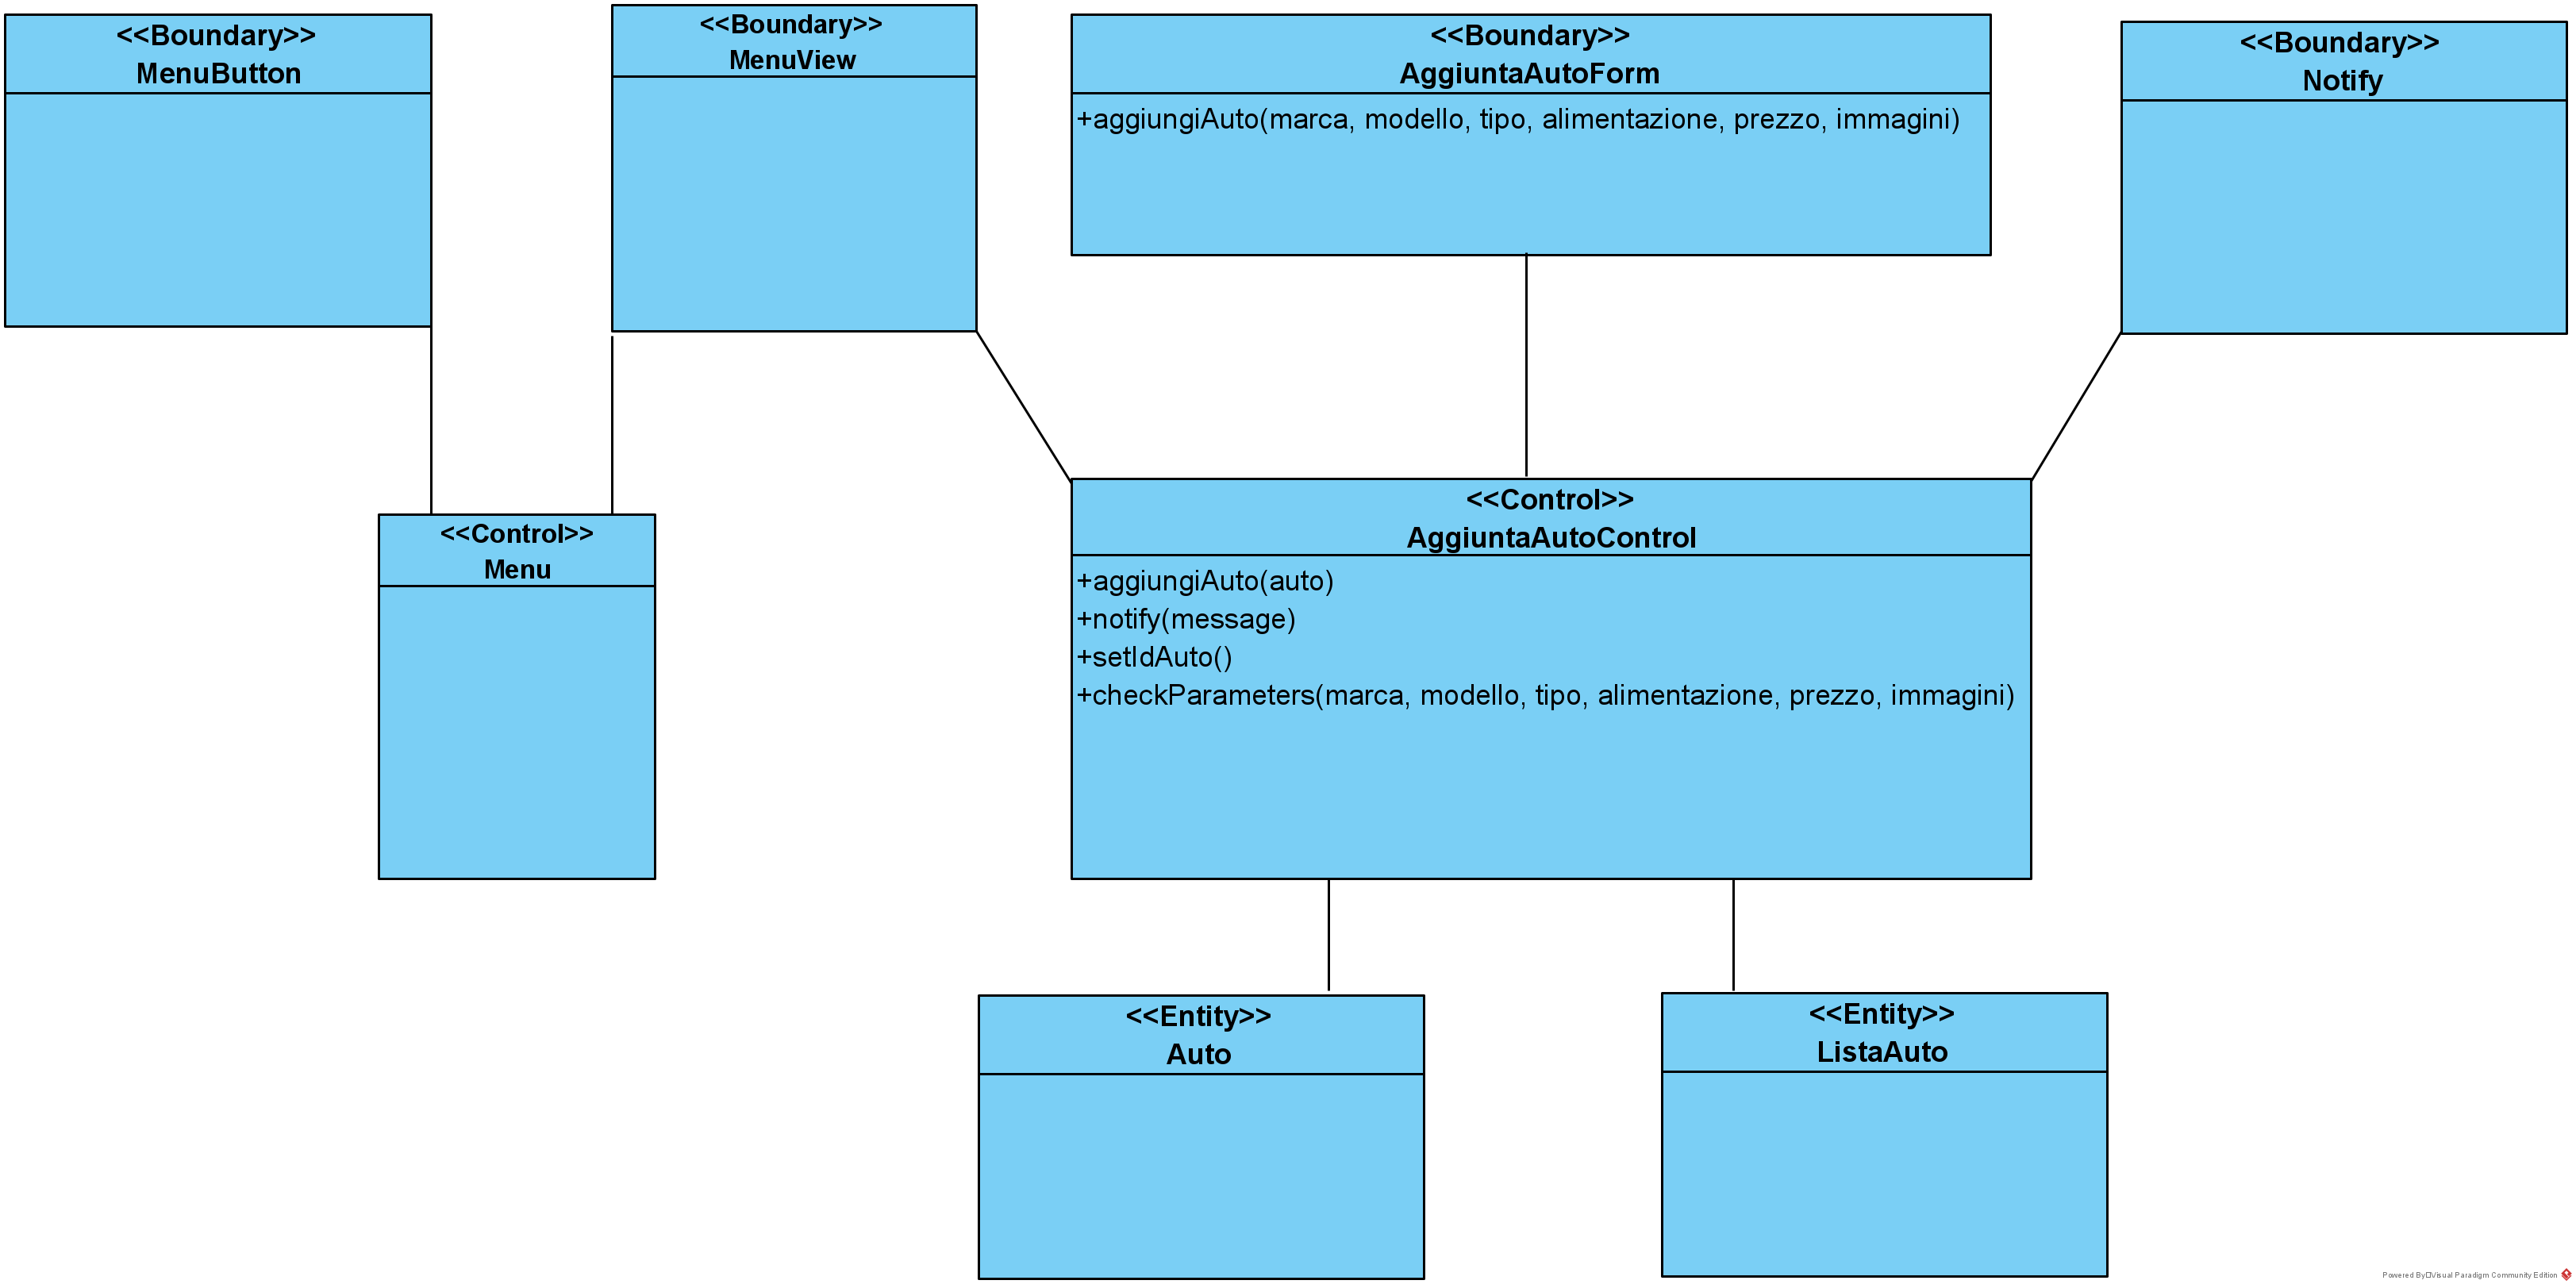 <<Boundary>>
MenuButton
<<Boundary>>
MenuView
<<Boundary>>
AggiuntaAutoForm
+aggiungiAuto(marca, modello, tipo, alimentazione, prezzo, immagini)
<<Boundary>>
Notify
<<Control>>
Menu
<<Control>>
AggiuntaAutoControl
+aggiungiAuto(auto)
+notify(message)
+setIdAuto()
+checkParameters(marca, modello, tipo, alimentazione, prezzo, immagini)
<<Entity>>
Auto
<<Entity>>
ListaAuto
Powered By□Visual Paradigm Community Edition